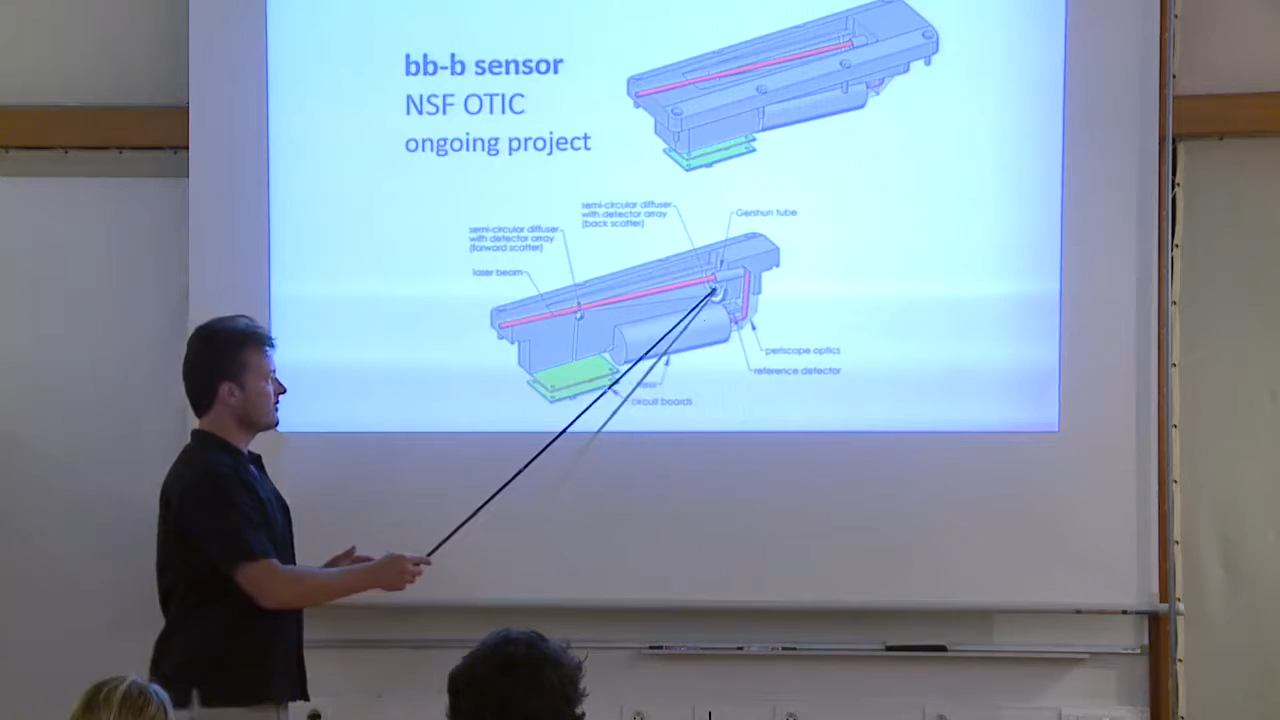 bb-b sensor
NSF OTIC
ongoing project
semi-circular diffuser
with detector array
(back scatter)
Gershun tube
semi-circular diffuser
with detector array
(forward scatter)
laser beam
periscope optics
reference detector
circuit boards